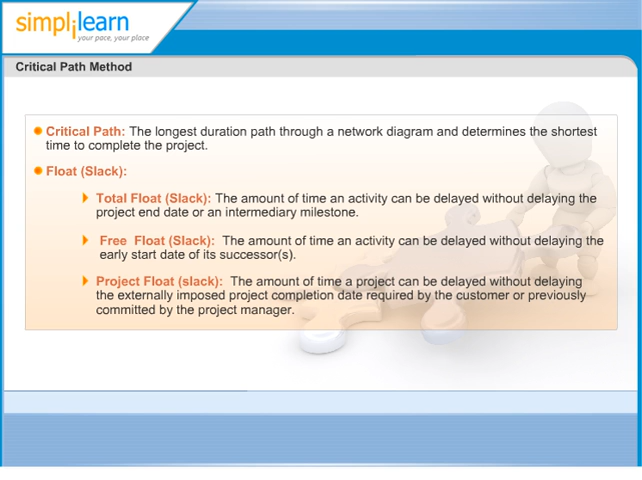 simplilearn
your pace, your place
Critical Path Method
Critical Path: The longest duration path through a network diagram and determines the shortest
time to complete the project.
Float (Slack):
Total Float (Slack): The amount of time an activity can be delayed without delaying the
project end date or an intermediary milestone.
Free Float (Slack): The amount of time an activity can be delayed without delaying the
early start date of its successor(s).
Project Float (slack): The amount of time a project can be delayed without delaying
the externally imposed project completion date required by the customer or previously
committed by the project manager.